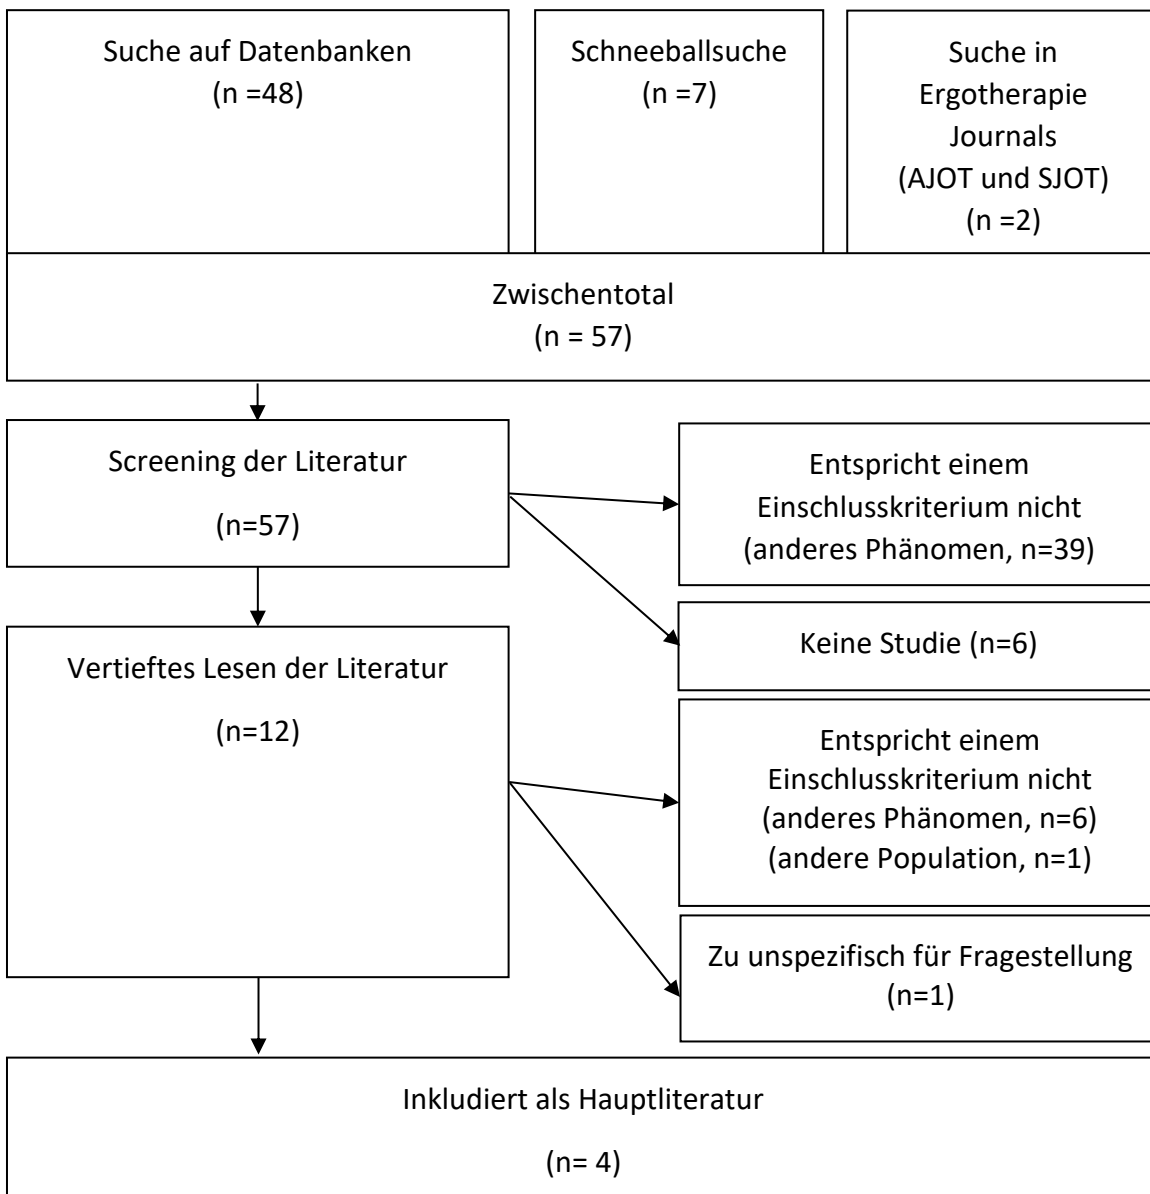 Suche auf Datenbanken
(n =48)
Schneeballsuche
(n =7)
Suche in
Ergotherapie
Journals
(AJOT und SJOT)
(n =2)
Zwischentotal
(n = 57)
Screening der Literatur
(n=57)
Entspricht einem
Einschlusskriterium nicht
(anderes Phänomen, n=39)
Keine Studie (n=6)
Vertieftes Lesen der Literatur
(n=12)
Entspricht einem
Einschlusskriterium nicht
(anderes Phänomen, n=6)
(andere Population, n=1)
Zu unspezifisch für Fragestellung
(n=1)
Inkludiert als Hauptliteratur
(n= 4)